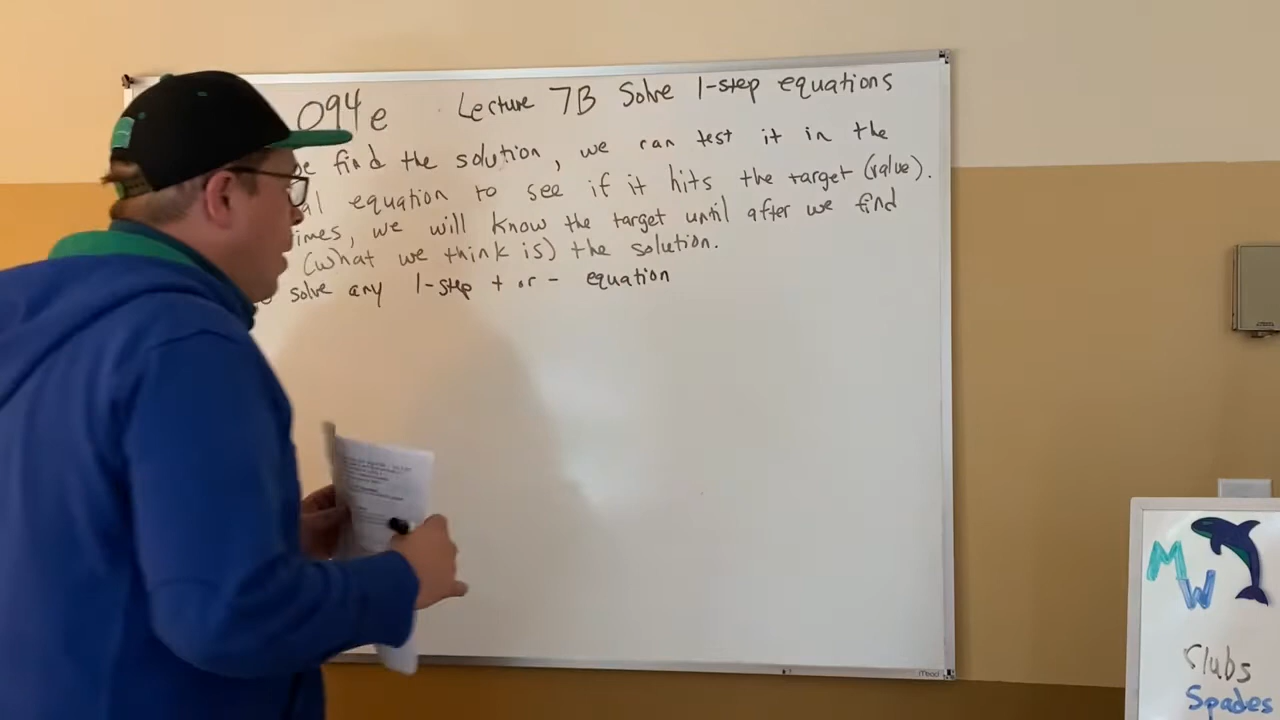 094e Lecture 7B Solve 1-step equations
find the solution, we can test it in the
equation to see if it hits the target (value).
we will know the target until after we find
(what we think is) the solution.
solve any 1-step + or - equation
MW
Clubs
Spades